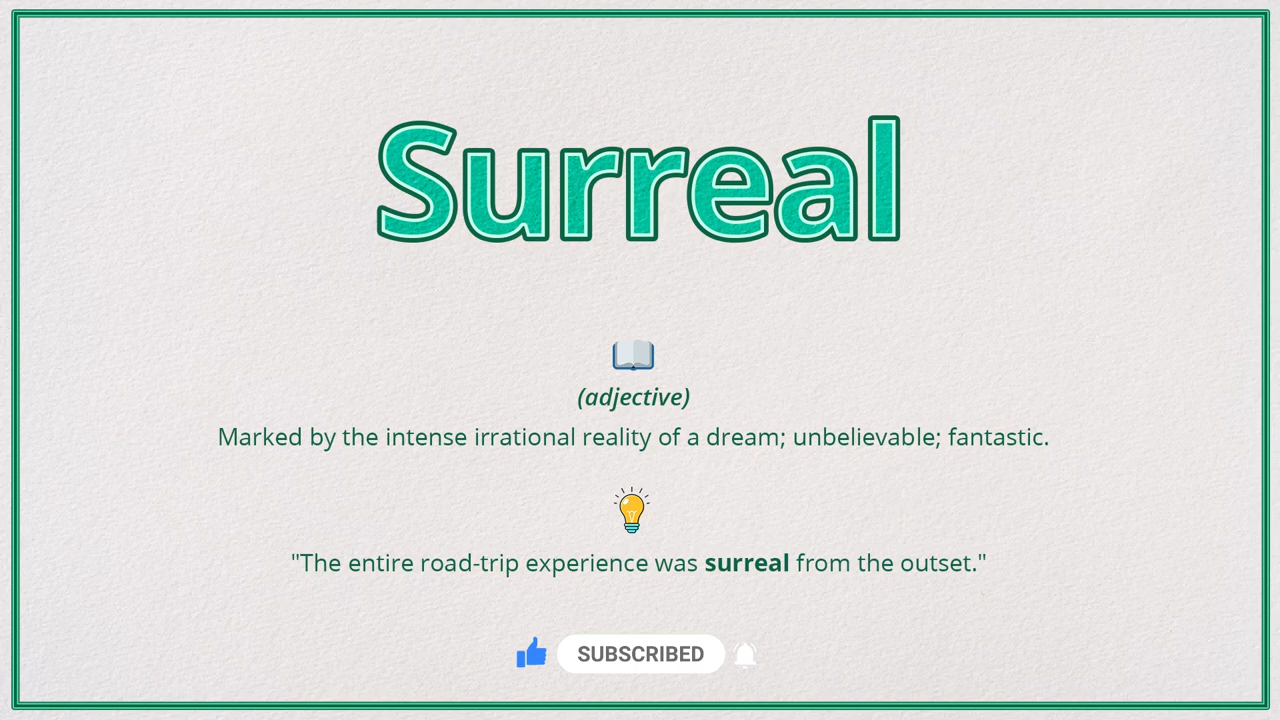 Surreal
(adjective)
Marked by the intense irrational reality of a dream; unbelievable; fantastic.
"The entire road-trip experience was surreal from the outset."
SUBSCRIBED